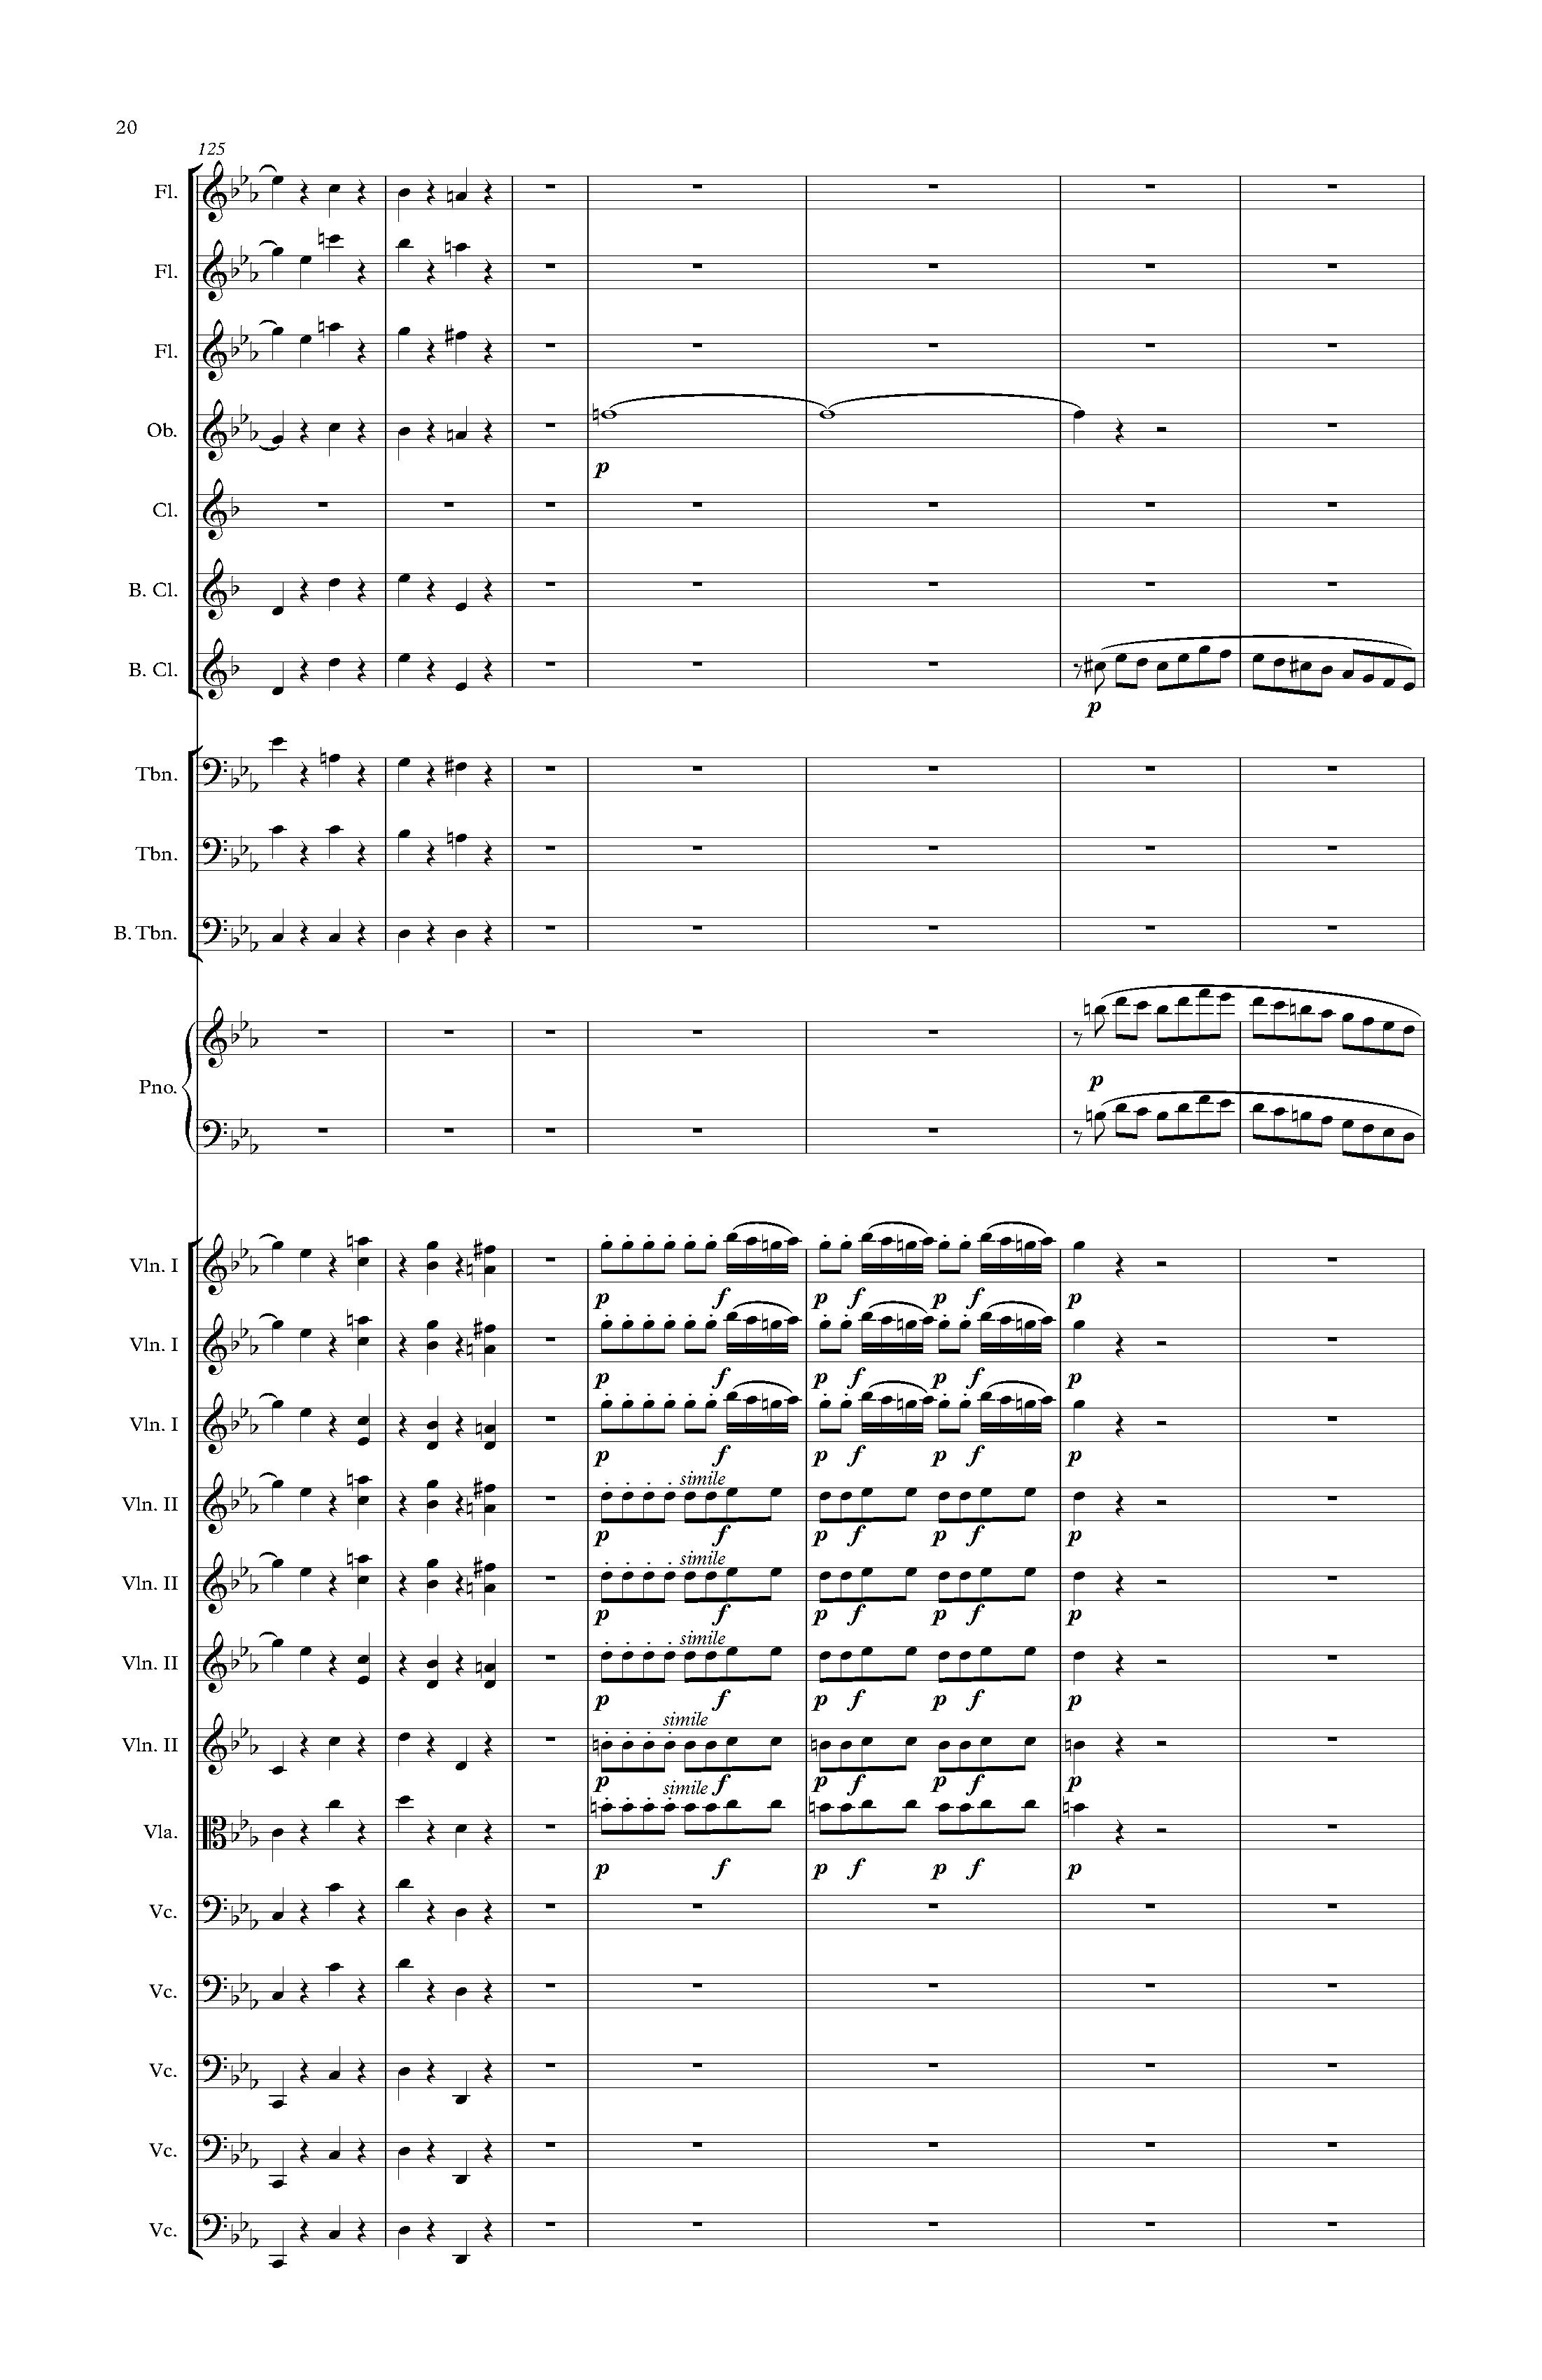 20
125
Fl.
Fl.
Fl.
Ob.
p
Cl.
B. Cl.
B. Cl.
p
Tbn.
Tbn.
B. Tbn.
Pno.
p
Vln. I
p f p f p f p
Vln. I
p f p f p f p
Vln. I
p f p f p f p
simile
Vln. II
p f p f p f p
simile
Vln. II
p f p f p f p
simile
Vln. II
p f p f p f p
simile
Vln. II
p f p f p f p
simile
Vla.
p f p f p f p
Vc.
Vc.
Vc.
Vc.
Vc.